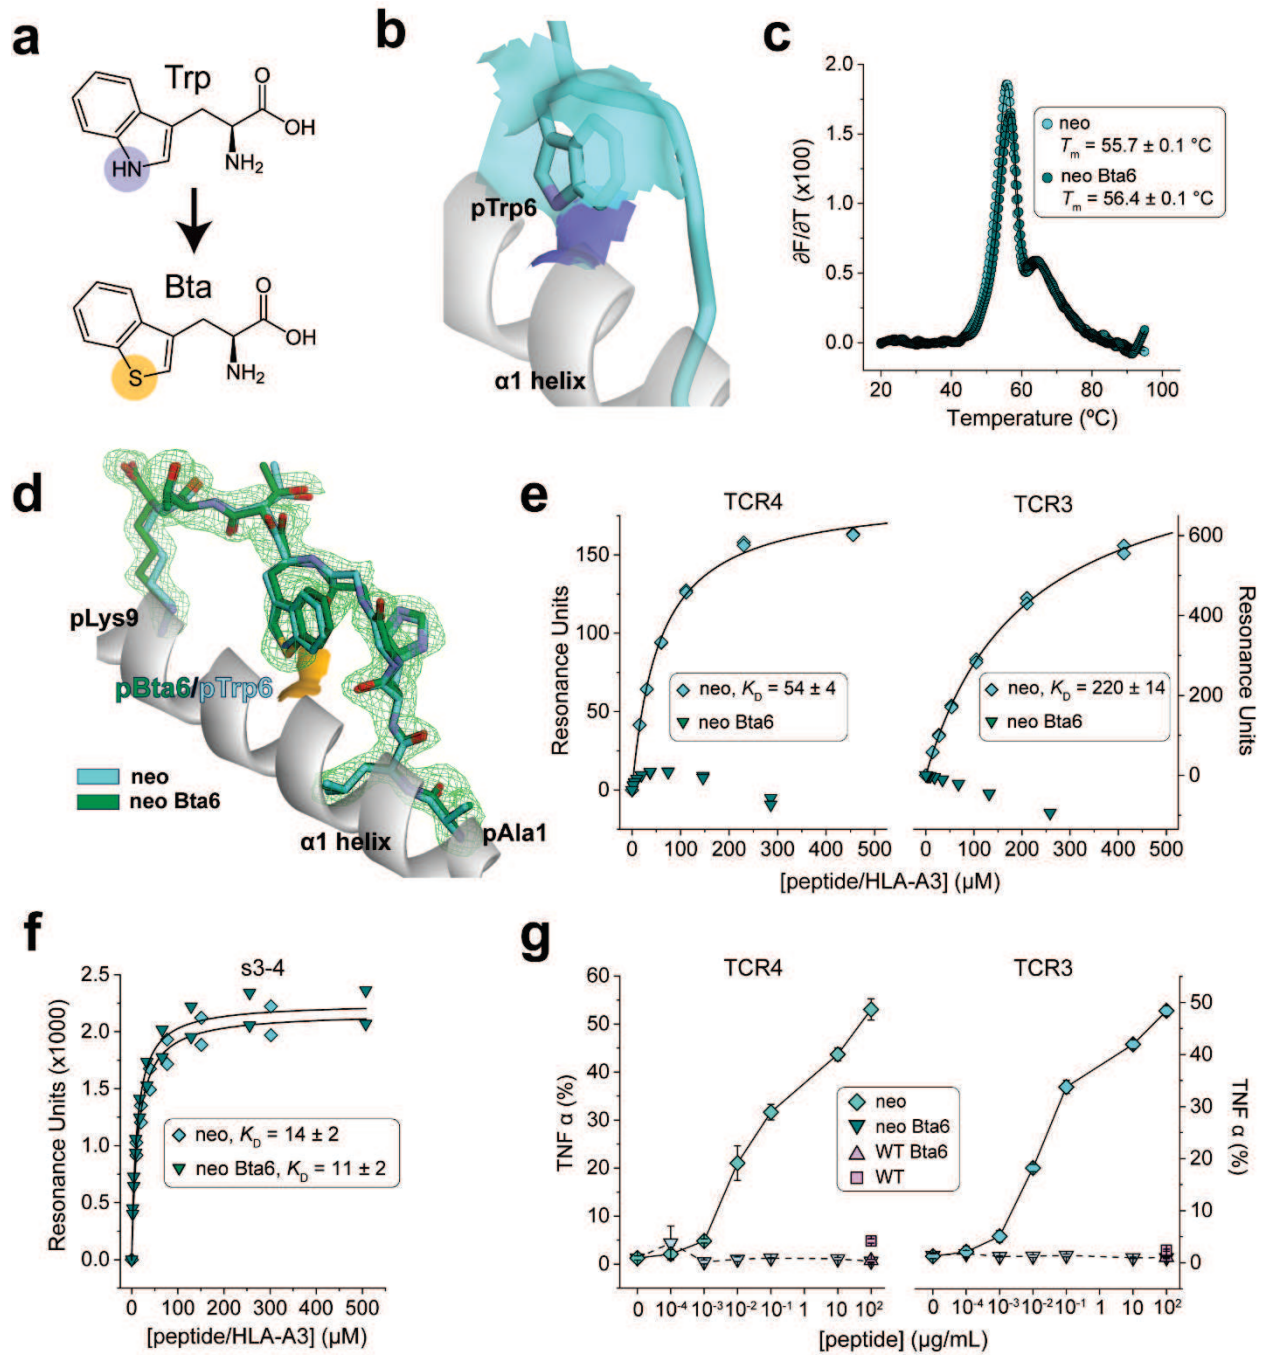 a
Trp
O
OH
HN
NH2
Bta
O
OH
S
NH2
b
pTrp6
α1 helix
c
∂F/∂T (x100)
2.0
1.5
1.0
0.5
0.0
neo
Tm = 55.7 ± 0.1 °C
neo Bta6
Tm = 56.4 ± 0.1 °C
20 40 60 80 100
Temperature (ºC)
d
pLys9
pBta6/pTrp6
neo
neo Bta6
α1 helix
pAla1
e
TCR4
TCR3
Resonance Units
150
100
50
0
neo, KD = 54 ± 4
neo Bta6
neo, KD = 220 ± 14
neo Bta6
600
400
200
0
Resonance Units
0 100 200 300 400 500
0 100 200 300 400 500
[peptide/HLA-A3] (µM)
f
s3-4
Resonance Units (x1000)
2.5
2.0
1.5
1.0
0.5
0.0
neo, KD = 14 ± 2
neo Bta6, KD = 11 ± 2
0 100 200 300 400 500
[peptide/HLA-A3] (µM)
g
TCR4
TCR3
TNF α (%)
60
50
40
30
20
10
0
neo
neo Bta6
WT Bta6
WT
50
40
30
20
10
0
TNF α (%)
0 10-4 10-3 10-2 10-1 1 10 102
0 10-4 10-3 10-2 10-1 1 10 102
[peptide] (µg/mL)